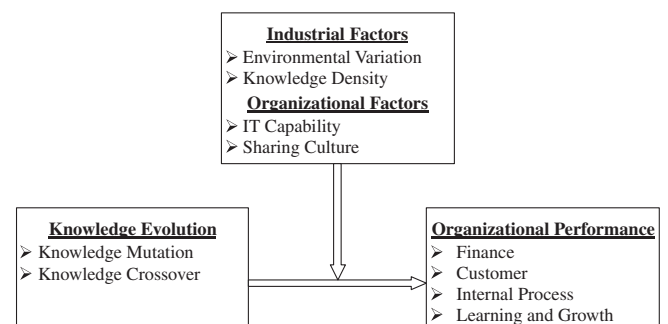 Industrial Factors
➢ Environmental Variation
➢ Knowledge Density
Organizational Factors
➢ IT Capability
➢ Sharing Culture
Knowledge Evolution
➢ Knowledge Mutation
➢ Knowledge Crossover
Organizational Performance
➢ Finance
➢ Customer
➢ Internal Process
➢ Learning and Growth